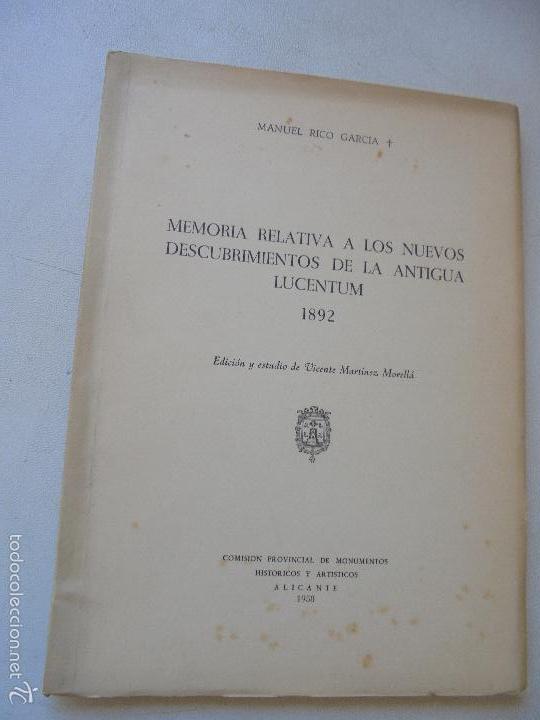 MANUEL RICO GARCIA †
MEMORIA RELATIVA A LOS NUEVOS
DESCUBRIMIENTOS DE LA ANTIGUA
LUCENTUM
1892
Edición y estudio de Vicente Martínez Morellá
COMISION PROVINCIAL DE MONUMENTOS
HISTORICOS Y ARTISTICOS
ALICANTE
1958
todocoleccion.net